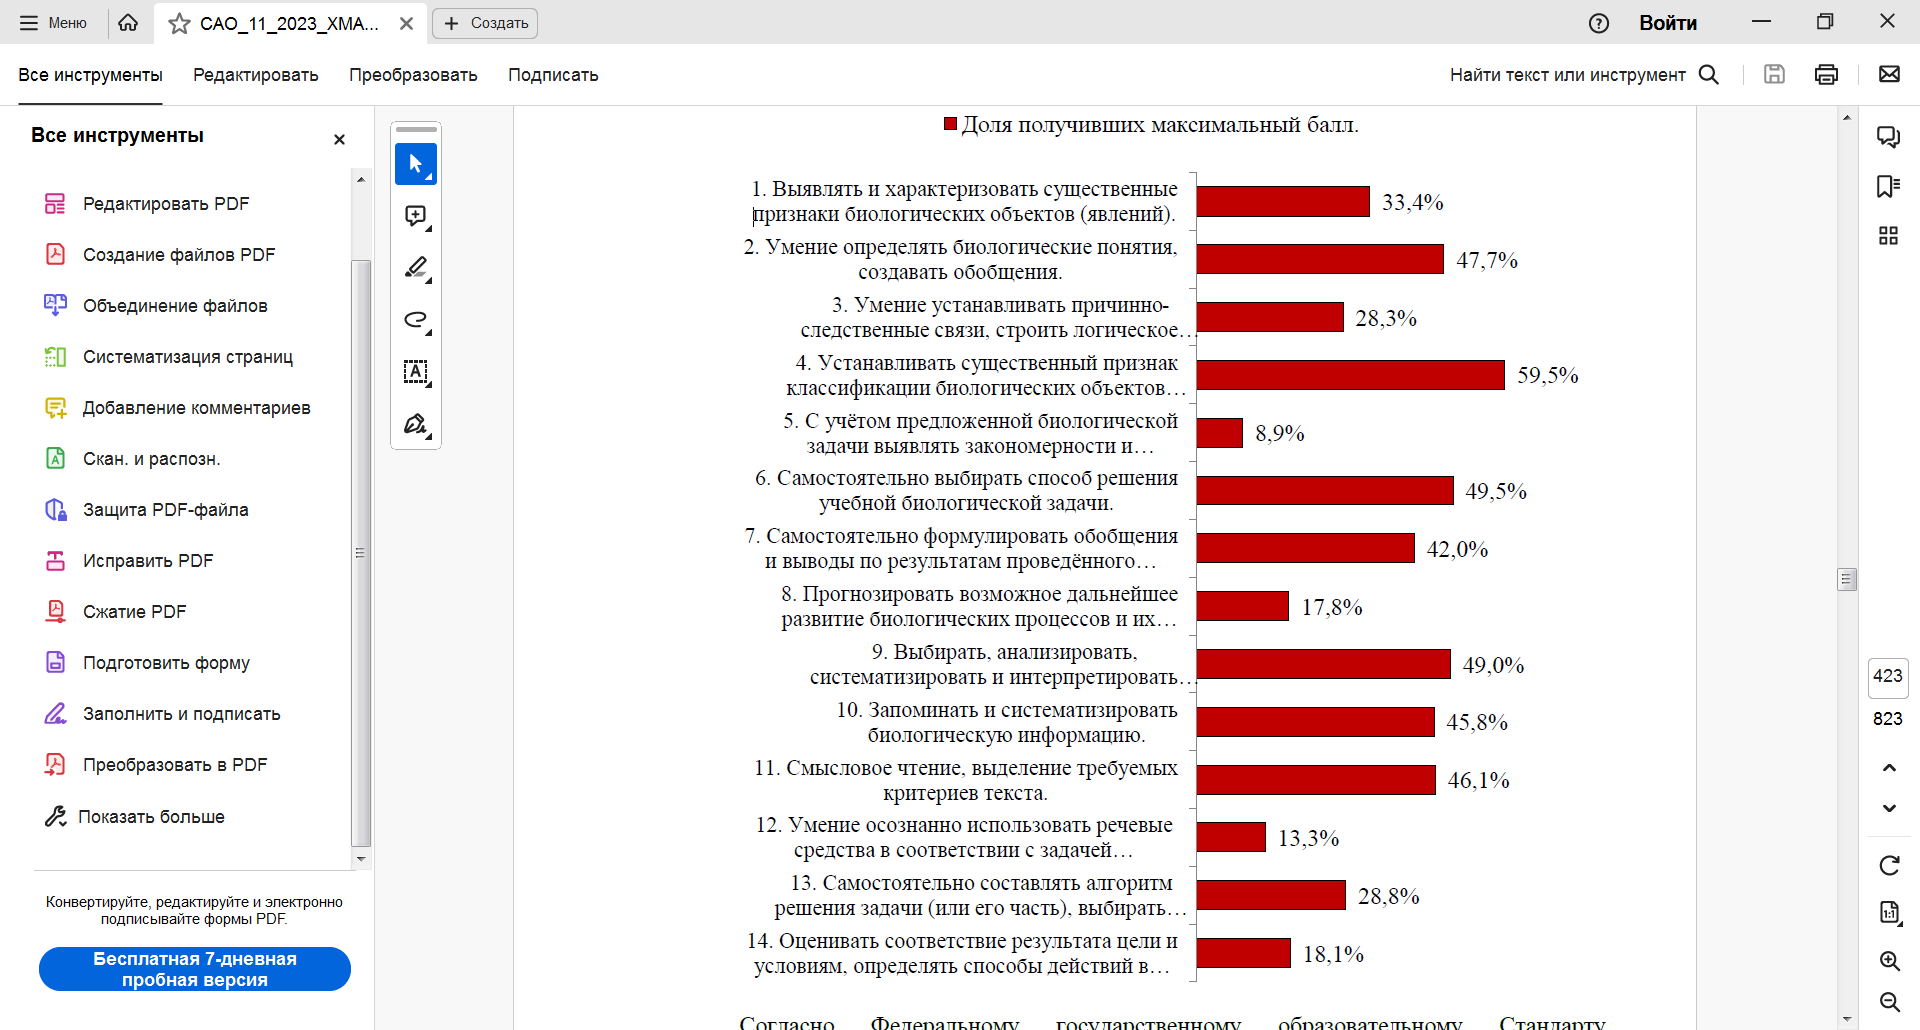 Меню
САО_11_2023_ХМА...
Создать
Войти
Все инструменты
Редактировать
Преобразовать
Подписать
Найти текст или инструмент
Все инструменты
Редактировать PDF
Создание файлов PDF
Объединение файлов
Систематизация страниц
Добавление комментариев
Скан. и распозн.
Защита PDF-файла
Исправить PDF
Сжатие PDF
Подготовить форму
Заполнить и подписать
Преобразовать в PDF
Показать больше
Конвертируйте, редактируйте и электронно
подписывайте формы PDF.
Бесплатная 7-дневная
пробная версия
Доля получивших максимальный балл.
1. Выявлять и характеризовать существенные
признаки биологических объектов (явлений).
33,4%
2. Умение определять биологические понятия,
создавать обобщения.
47,7%
3. Умение устанавливать причинно-
следственные связи, строить логическое…
28,3%
4. Устанавливать существенный признак
классификации биологических объектов…
59,5%
5. С учётом предложенной биологической
задачи выявлять закономерности и…
8,9%
6. Самостоятельно выбирать способ решения
учебной биологической задачи.
49,5%
7. Самостоятельно формулировать обобщения
и выводы по результатам проведённого…
42,0%
8. Прогнозировать возможное дальнейшее
развитие биологических процессов и их…
17,8%
9. Выбирать, анализировать,
систематизировать и интерпретировать…
49,0%
10. Запоминать и систематизировать
биологическую информацию.
45,8%
11. Смысловое чтение, выделение требуемых
критериев текста.
46,1%
12. Умение осознанно использовать речевые
средства в соответствии с задачей…
13,3%
13. Самостоятельно составлять алгоритм
решения задачи (или его часть), выбирать…
28,8%
14. Оценивать соответствие результата цели и
условиям, определять способы действий в…
18,1%
Согласно Федеральному государственному образовательному Стандарту
423
823
1:1